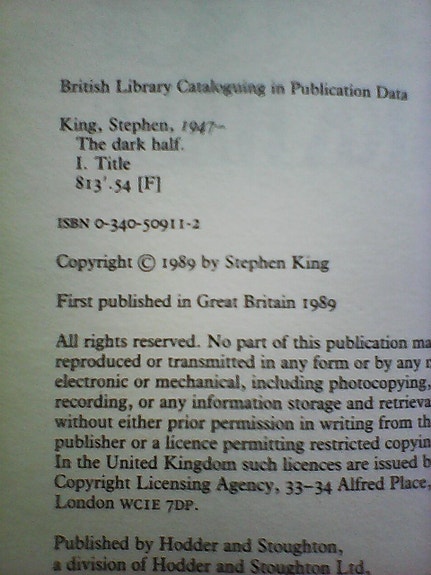 British Library Cataloguing in Publication Data
King, Stephen, 1947–
The dark half.
I. Title
813'.54 [F]
ISBN 0-340-50911-2
Copyright © 1989 by Stephen King
First published in Great Britain 1989
All rights reserved. No part of this publication ma
reproduced or transmitted in any form or by any
electronic or mechanical, including photocopying,
recording, or any information storage and retrieva
without either prior permission in writing from th
publisher or a licence permitting restricted copyin
In the United Kingdom such licences are issued b
Copyright Licensing Agency, 33–34 Alfred Place,
London WC1E 7DP.
Published by Hodder and Stoughton,
a division of Hodder and Stoughton Ltd,